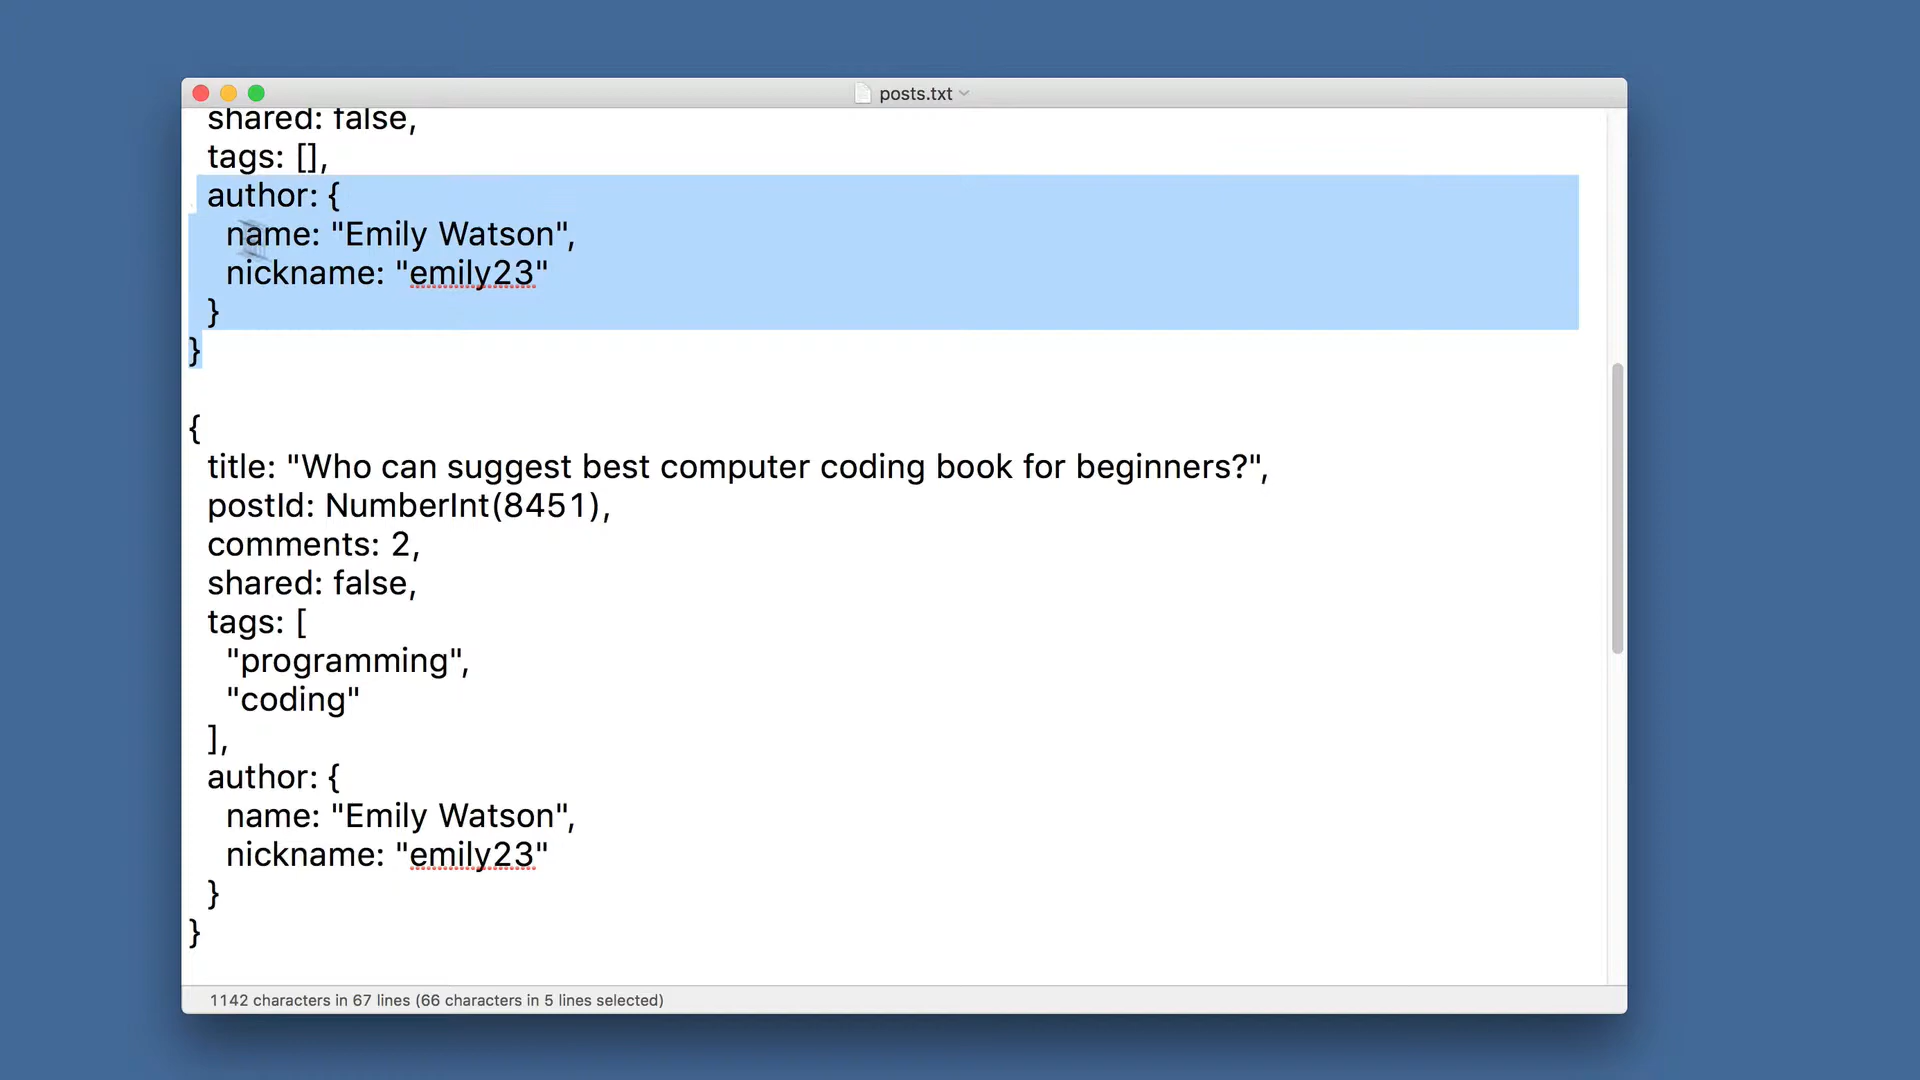 posts.txt
shared: false,
tags: [],
author: {
name: "Emily Watson",
nickname: "emily23"
}
}
{
title: "Who can suggest best computer coding book for beginners?",
postId: NumberInt(8451),
comments: 2,
shared: false,
tags: [
"programming",
"coding"
],
author: {
name: "Emily Watson",
nickname: "emily23"
}
}
1142 characters in 67 lines (66 characters in 5 lines selected)